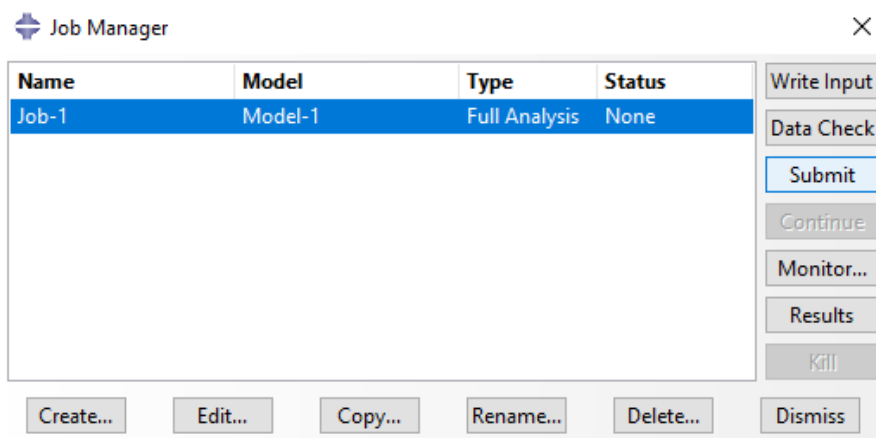 Job Manager
Name Model Type Status
Job-1 Model-1 Full Analysis None
Write Input
Data Check
Submit
Continue
Monitor...
Results
Kill
Create... Edit... Copy... Rename... Delete... Dismiss